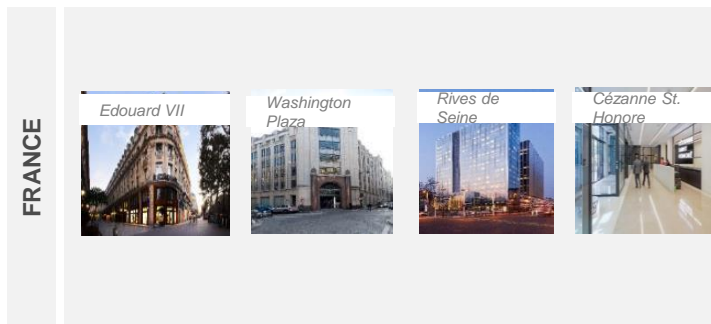 FRANCE
Edouard VII
Washington
Plaza
Rives de
Seine
Cézanne St.
Honore